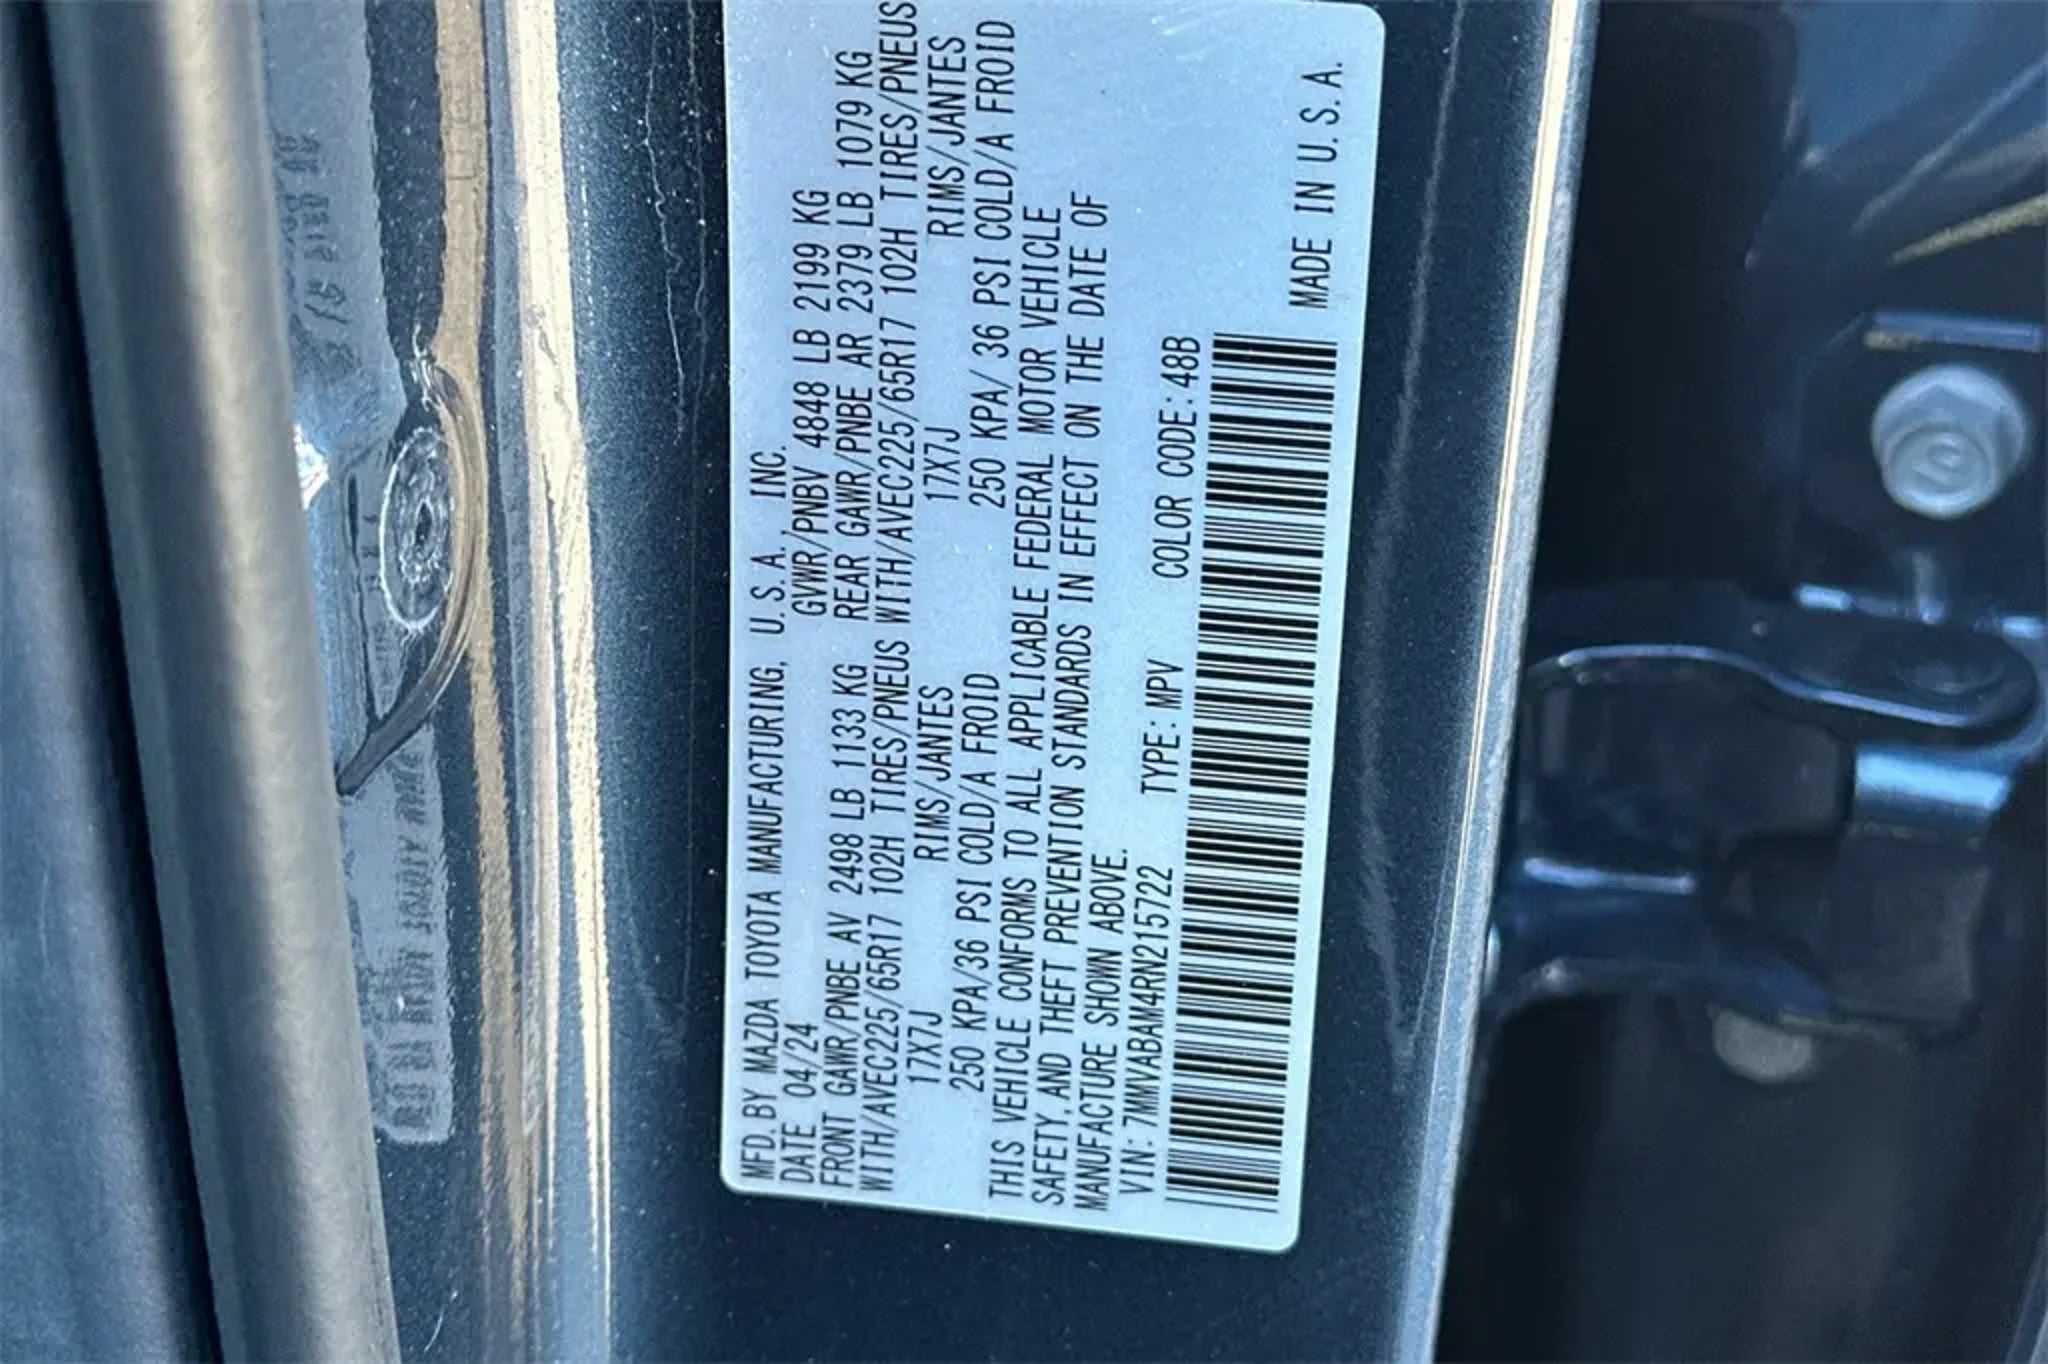 MFD. BY MAZDA TOYOTA MANUFACTURING, U.S.A., INC.
DATE 04/24 GVWR/PNBV 4848 LB 2199 KG
FRONT GAWR/PNBE AV 2498 LB 1133 KG REAR GAWR/PNBE AR 2379 LB 1079 KG
WITH/AVEC225/65R17 102H TIRES/PNEUS WITH/AVEC225/65R17 102H TIRES/PNEUS
17X7J RIMS/JANTES 17X7J RIMS/JANTES
250 KPA/36 PSI COLD/A FROID 250 KPA/ 36 PSI COLD/A FROID
THIS VEHICLE CONFORMS TO ALL APPLICABLE FEDERAL MOTOR VEHICLE
SAFETY, AND THEFT PREVENTION STANDARDS IN EFFECT ON THE DATE OF
MANUFACTURE SHOWN ABOVE.
VIN: 7MMVABAM4RN215722 TYPE: MPV COLOR CODE: 48B
MADE IN U.S.A.